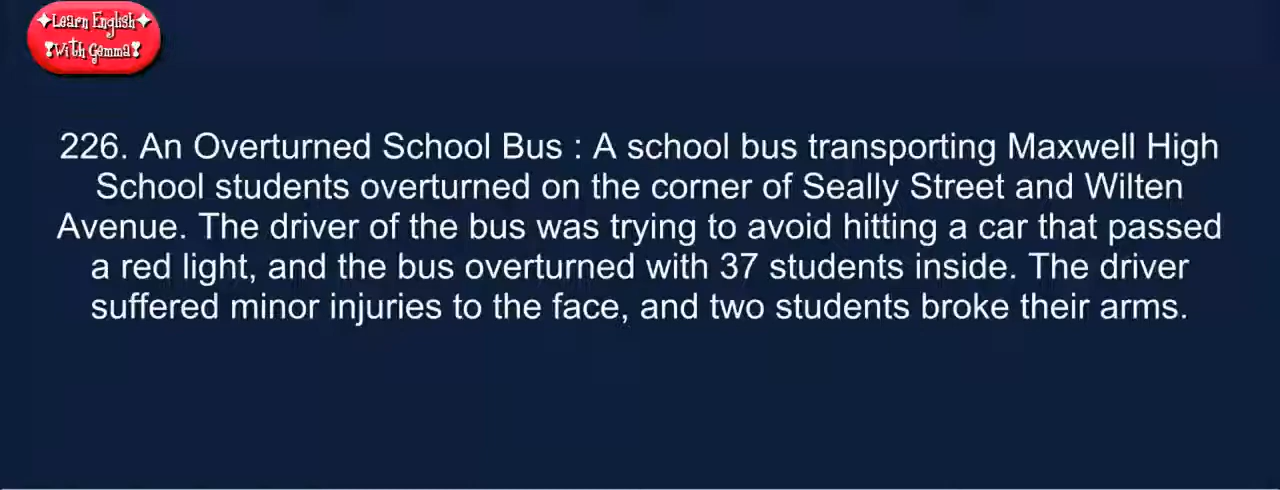 Learn English
With Gemma
226. An Overturned School Bus : A school bus transporting Maxwell High
School students overturned on the corner of Seally Street and Wilten
Avenue. The driver of the bus was trying to avoid hitting a car that passed
a red light, and the bus overturned with 37 students inside. The driver
suffered minor injuries to the face, and two students broke their arms.